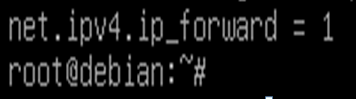 net.ipv4.ip_forward = 1
root@debian:~#